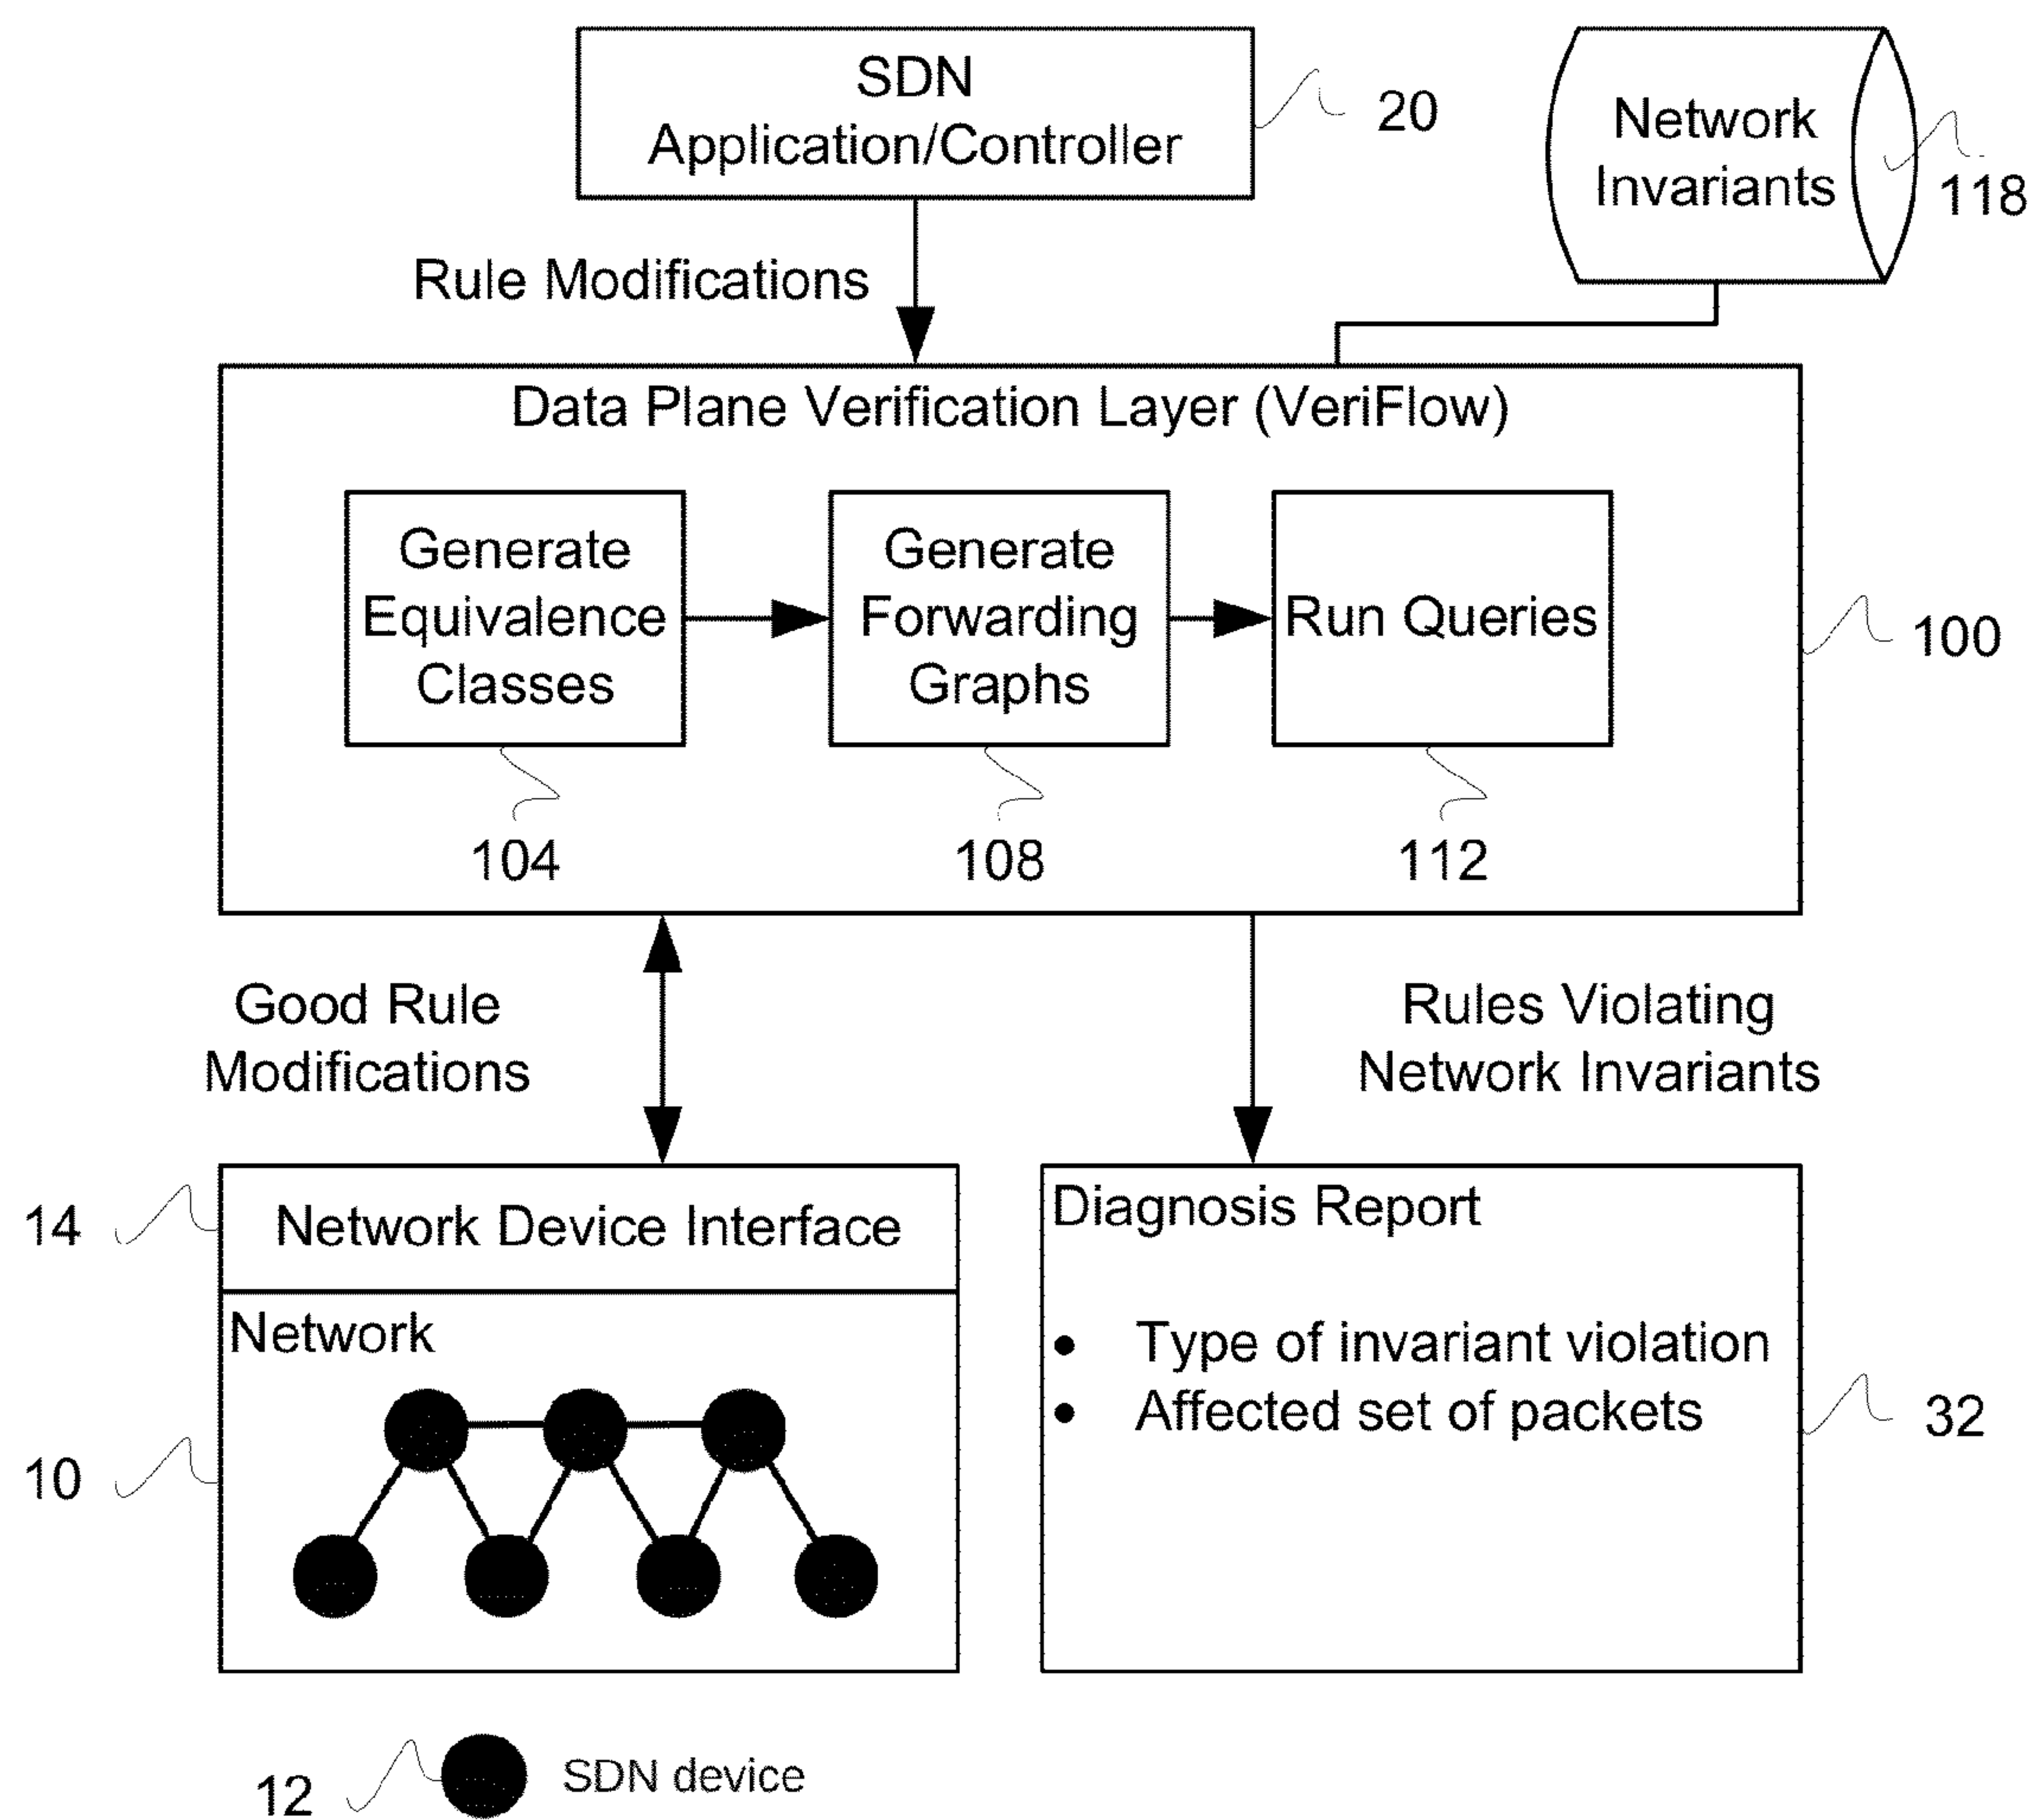 SDN
Application/Controller
20
Network
Invariants
118
Rule Modifications
Data Plane Verification Layer (VeriFlow)
Generate
Equivalence
Classes
Generate
Forwarding
Graphs
Run Queries
100
104
108
112
Good Rule
Modifications
Rules Violating
Network Invariants
14
Network Device Interface
Network
10
Diagnosis Report
• Type of invariant violation
• Affected set of packets
32
12
SDN device